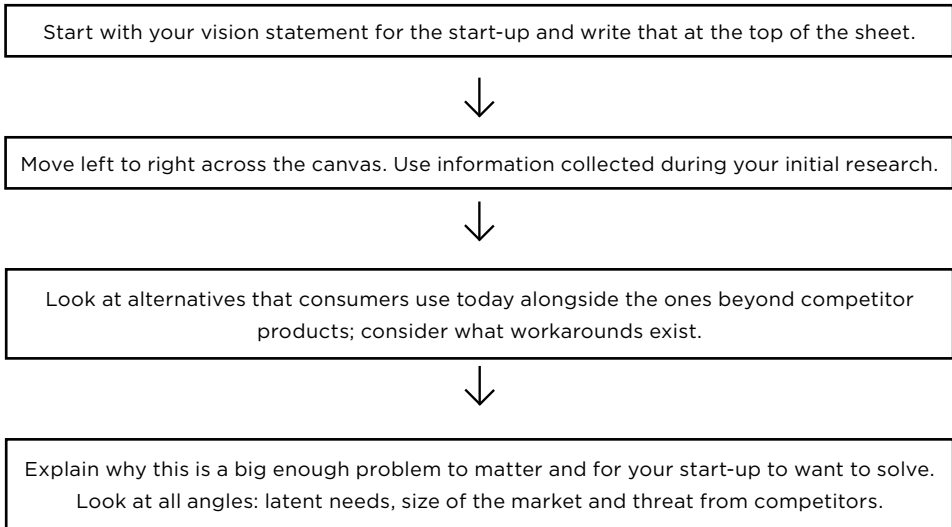 Start with your vision statement for the start-up and write that at the top of the sheet.
Move left to right across the canvas. Use information collected during your initial research.
Look at alternatives that consumers use today alongside the ones beyond competitor
products; consider what workarounds exist.
Explain why this is a big enough problem to matter and for your start-up to want to solve.
Look at all angles: latent needs, size of the market and threat from competitors.